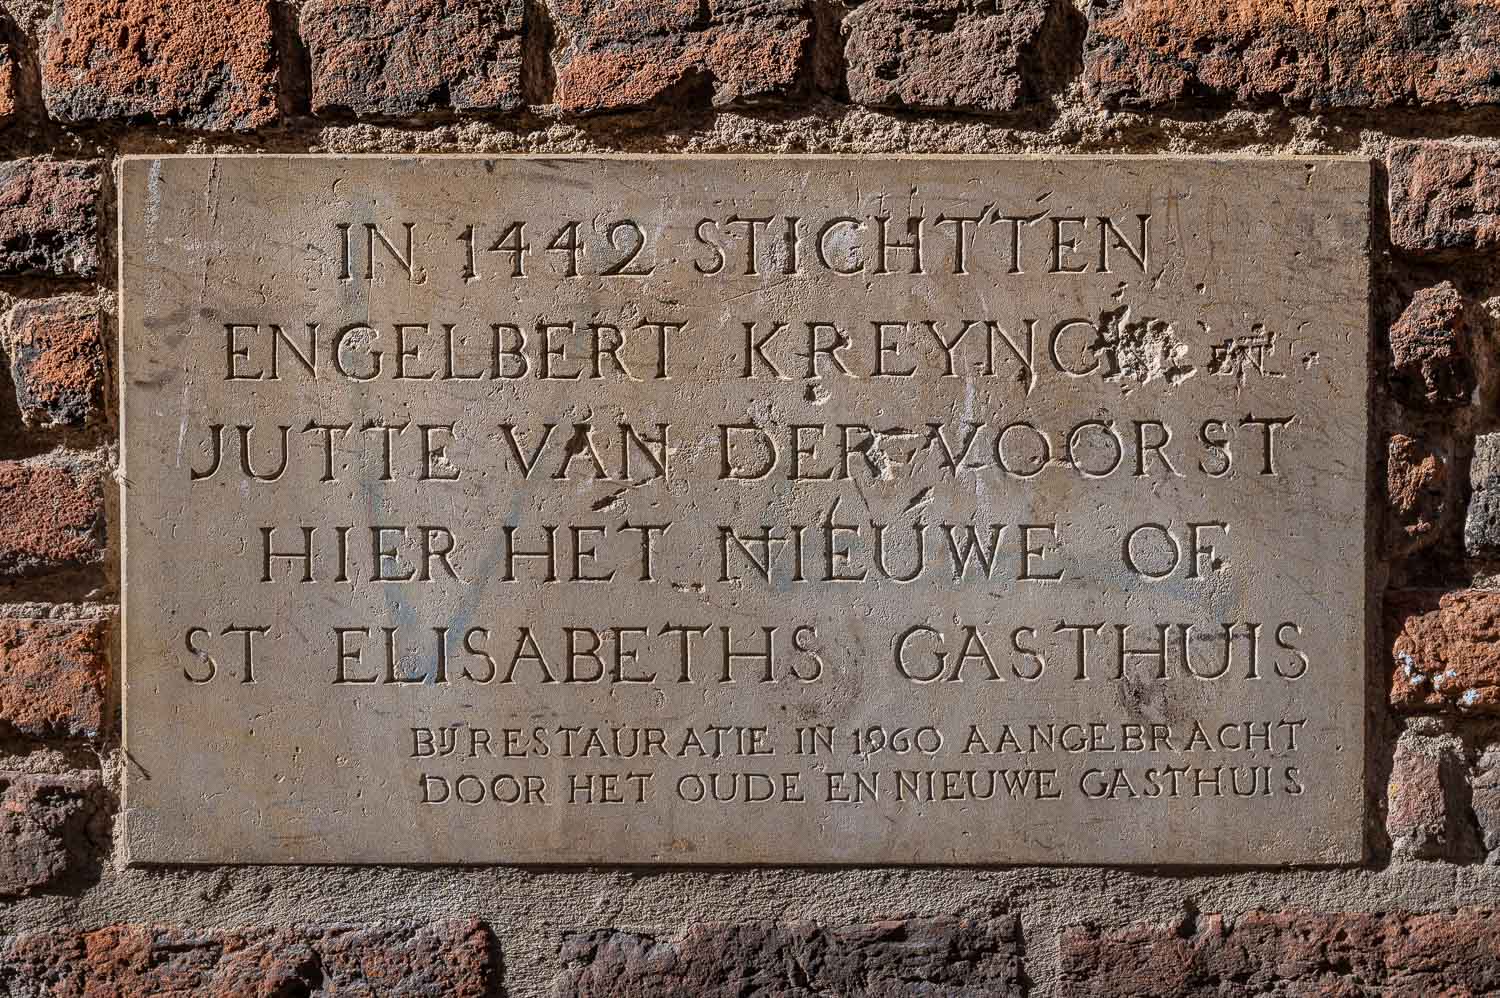 IN 1442 STICHTTEN
ENGELBERT KREYNCK EN
JUTTE VAN DER VOORST
HIER HET NIEUWE OF
ST ELISABETHS GASTHUIS
BIJ RESTAURATIE IN 1960 AANGEBRACHT
DOOR HET OUDE EN NIEUWE GASTHUIS